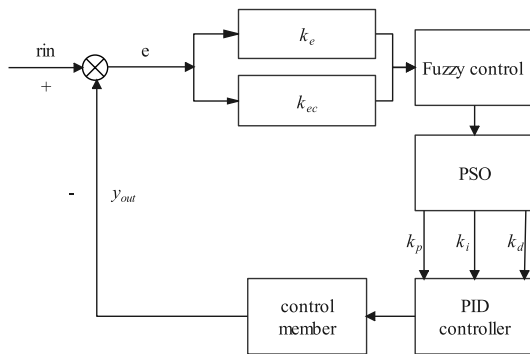 rin
+
e
k_e
k_ec
Fuzzy control
PSO
k_p
k_i
k_d
PID
controller
control
member
y_out
-